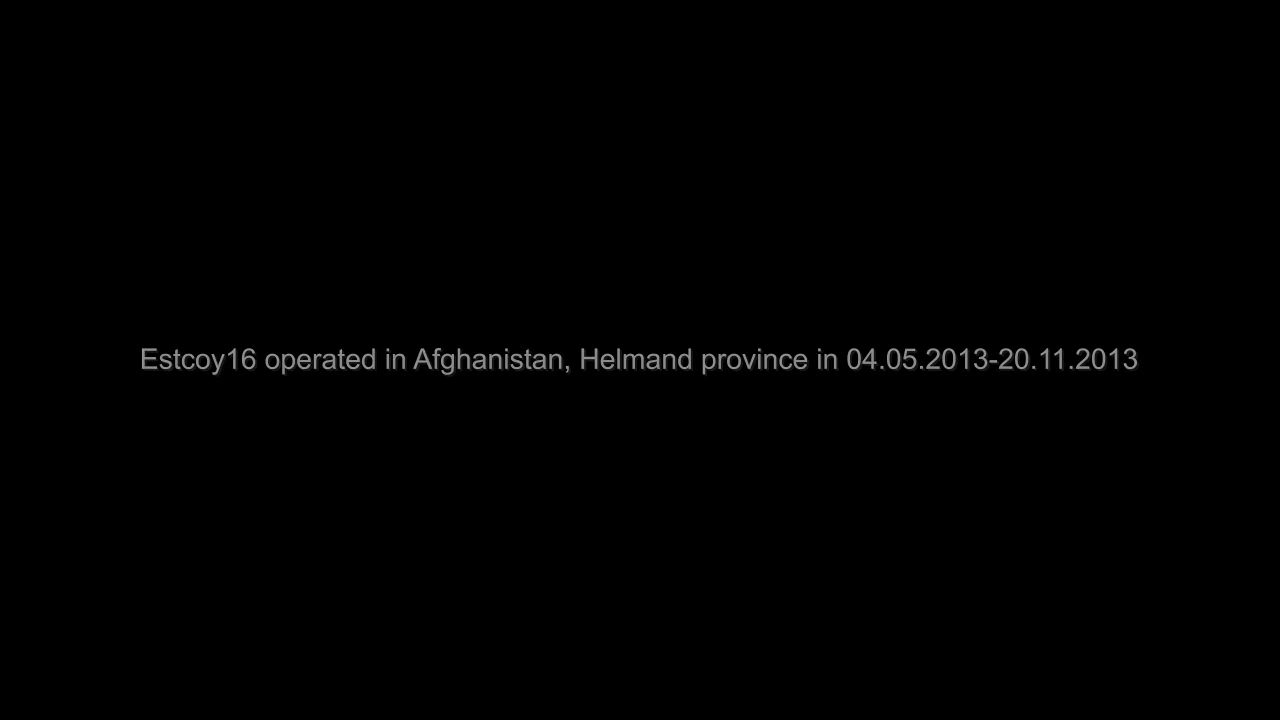 Estcoy16 operated in Afghanistan, Helmand province in 04.05.2013-20.11.2013